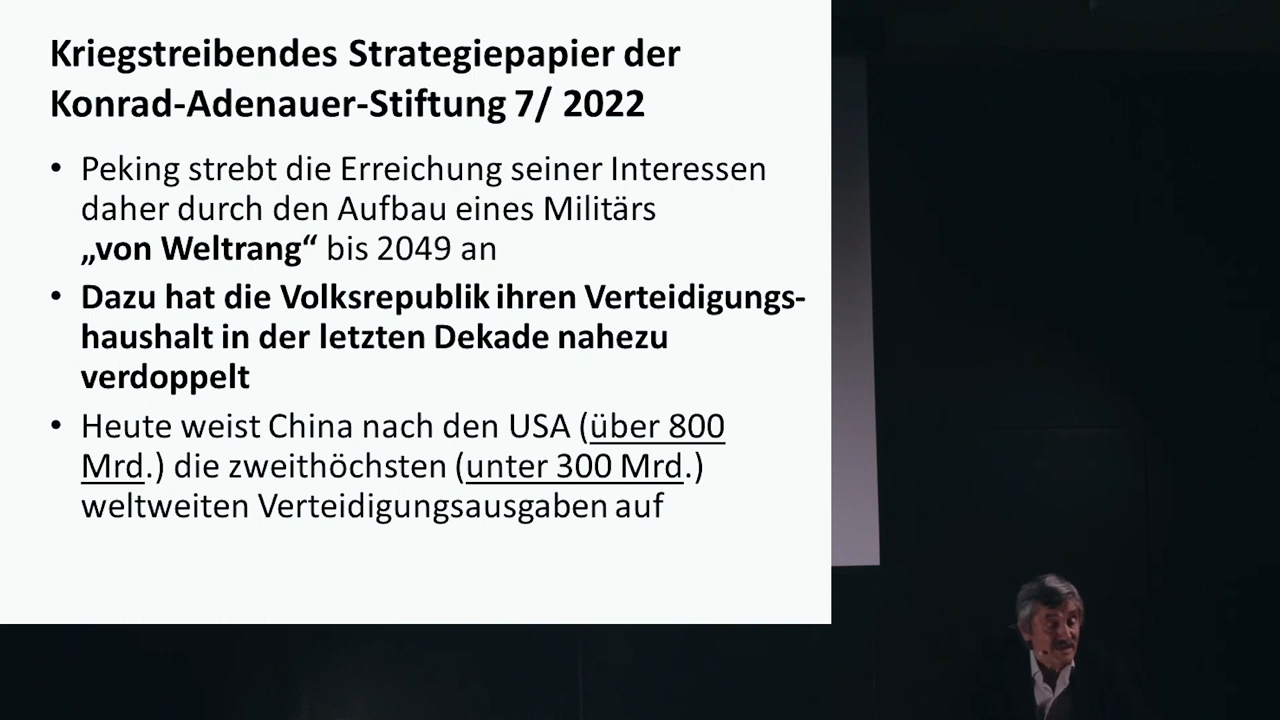 Kriegstreibendes Strategiepapier der
Konrad-Adenauer-Stiftung 7/ 2022
• Peking strebt die Erreichung seiner Interessen
daher durch den Aufbau eines Militärs
„von Weltrang“ bis 2049 an
• Dazu hat die Volksrepublik ihren Verteidigungs-
haushalt in der letzten Dekade nahezu
verdoppelt
• Heute weist China nach den USA (über 800
Mrd.) die zweithöchsten (unter 300 Mrd.)
weltweiten Verteidigungsausgaben auf